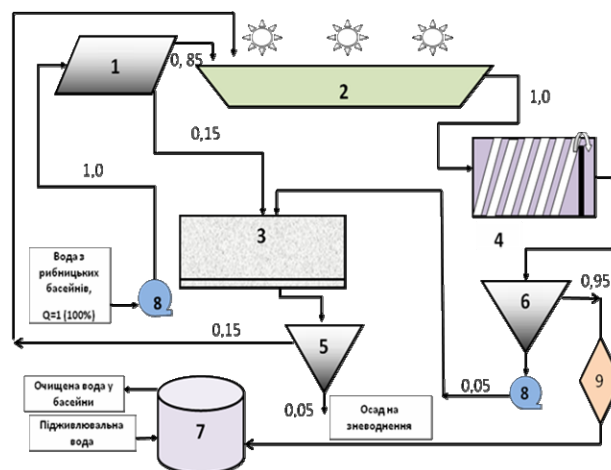 1
0, 85
2
1,0
0,15
1,0
3
4
Вода з
рибницьких
басейнів,
Q=1 (100%)
8
6
0,95
0,15
5
0,05
8
9
Очищена вода у
басейни
0,05
Осад на
зневоднення
Підживлювальна
вода
7